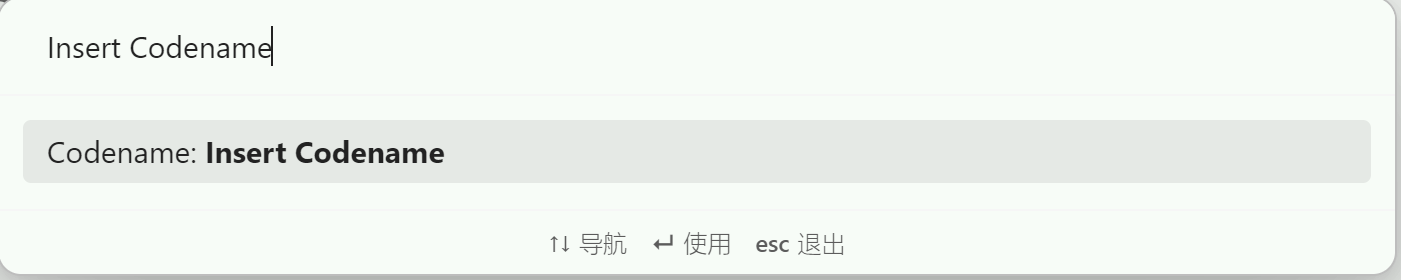 Insert Codename
Codename: Insert Codename
↑↓ 导航 ↵ 使用 esc 退出